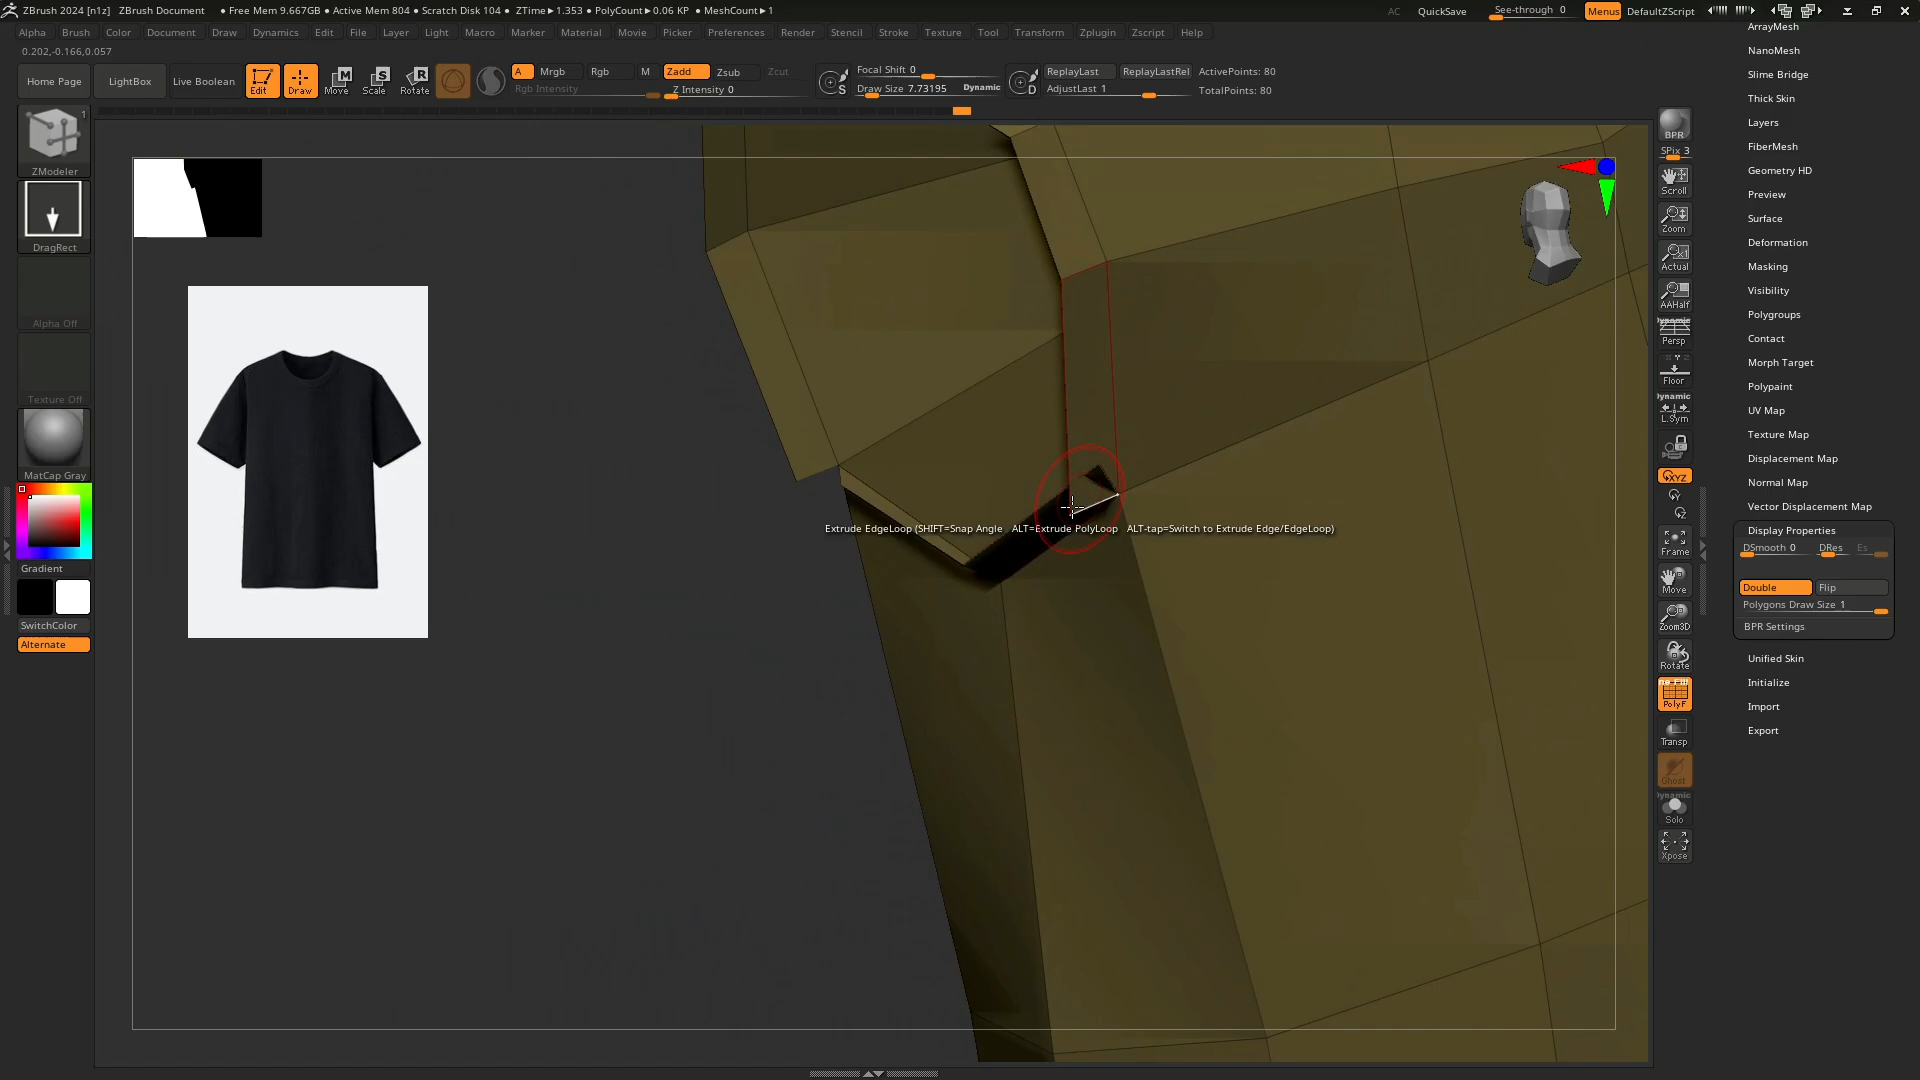 ZBrush 2024 [n1z] ZBrush Document ● Free Mem 9.667GB ● Active Mem 804 ● Scratch Disk 104 ● ZTime►1.353 ● PolyCount►0.06 KP ● MeshCount►1 AC QuickSave See-through 0 Menus DefaultZScript
Alpha Brush Color Document Draw Dynamics Edit File Layer Light Macro Marker Material Movie Picker Preferences Render Stencil Stroke Texture Tool Transform Zplugin Zscript Help
0.202,-0.166,0.057
Home Page LightBox Live Boolean Edit Draw Move Scale Rotate A Mrgb Rgb M Zadd Zsub Zcut
Rgb Intensity Z Intensity 0
S Focal Shift 0
Draw Size 7.73195 Dynamic
D ReplayLast ReplayLastRel ActivePoints: 80
AdjustLast 1 TotalPoints: 80
1
ZModeler
DragRect
Alpha Off
Texture Off
MatCap Gray
Gradient
SwitchColor
Alternate
Extrude EdgeLoop (SHIFT=Snap Angle ALT=Extrude PolyLoop ALT-tap=Switch to Extrude Edge/EdgeLoop)
BPR
SPix 3
Scroll
Zoom
Actual
AAHalf
Dynamic
Persp
Floor
Dynamic
L.Sym
XYZ
Y
Z
Frame
Move
Zoom3D
Rotate
PolyF
Transp
Ghost
Dynamic
Solo
Xpose
ArrayMesh
NanoMesh
Slime Bridge
Thick Skin
Layers
FiberMesh
Geometry HD
Preview
Surface
Deformation
Masking
Visibility
Polygroups
Contact
Morph Target
Polypaint
UV Map
Texture Map
Displacement Map
Normal Map
Vector Displacement Map
Display Properties
DSmooth 0 DRes Es
Double Flip
Polygons Draw Size 1
BPR Settings
Unified Skin
Initialize
Import
Export